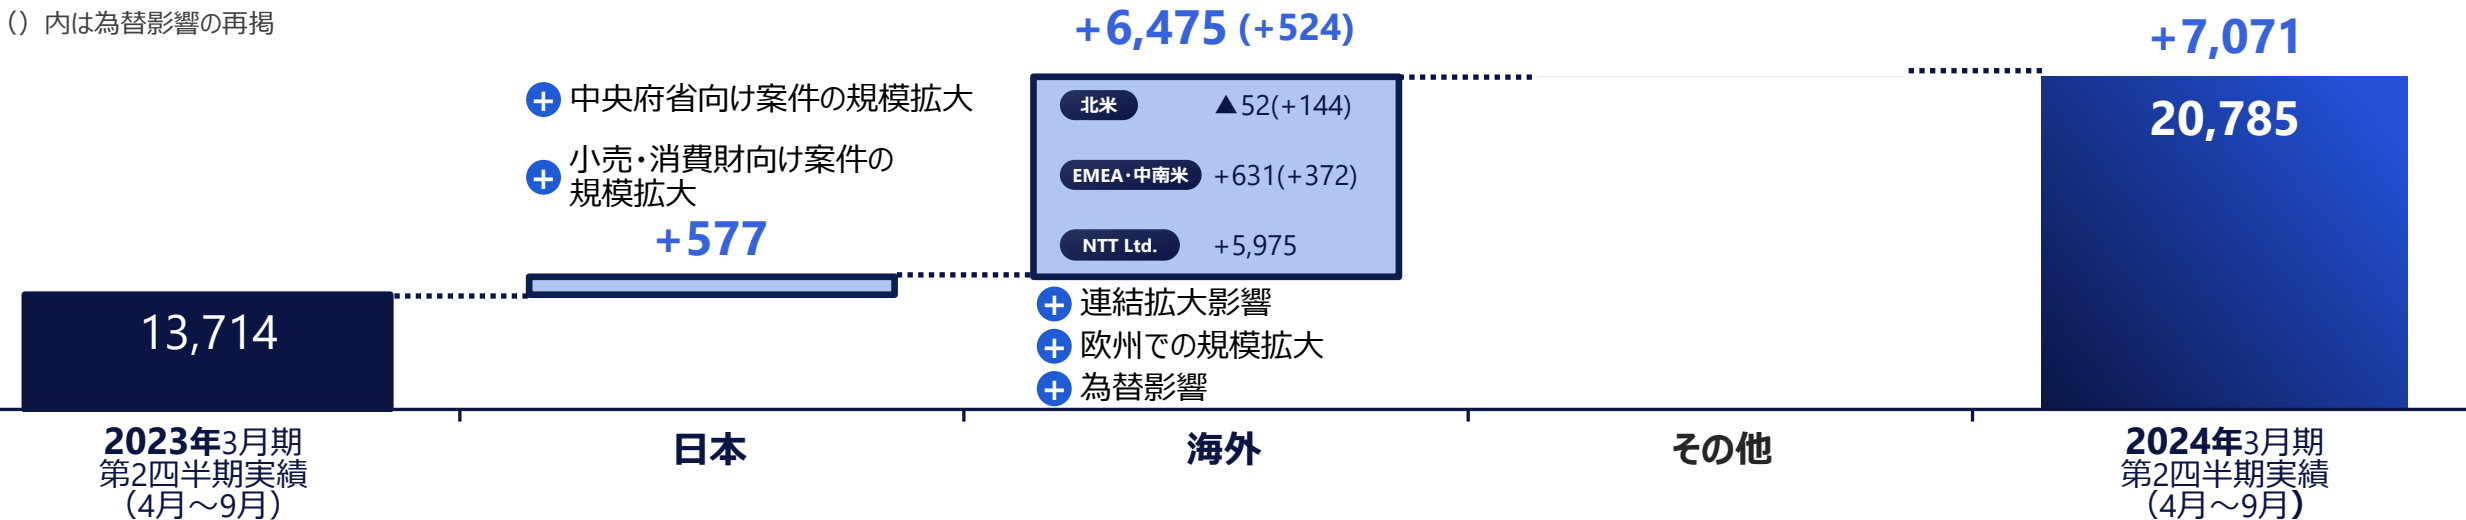 （）内は為替影響の再掲
+6,475 (+524)
+7,071
中央府省向け案件の規模拡大
小売・消費財向け案件の
規模拡大
+577
北米 ▲52(+144)
EMEA・中南米 +631(+372)
NTT Ltd. +5,975
20,785
13,714
連結拡大影響
欧州での規模拡大
為替影響
2023年3月期
第2四半期実績
（4月～9月）
日本
海外
その他
2024年3月期
第2四半期実績
（4月～9月）